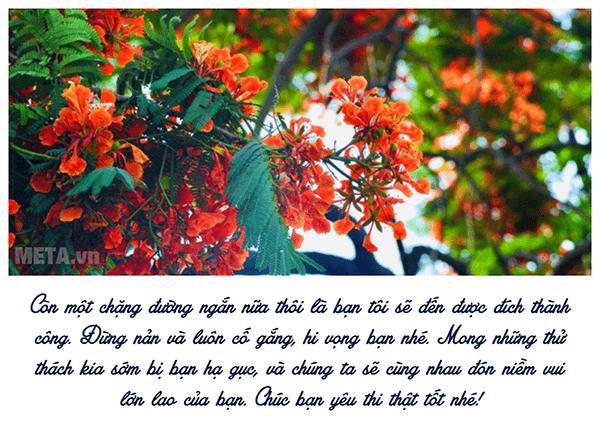 META.vn
Còn một chặng đường ngắn nữa thôi là bạn tôi sẽ đến được đích thành
công. Đừng nản và luôn cố gắng, hi vọng bạn nhé. Mong những thử
thách kia sớm bị bạn hạ gục, và chúng ta sẽ cùng nhau đón niềm vui
lớn lao của bạn. Chúc bạn yêu thi thật tốt nhé!